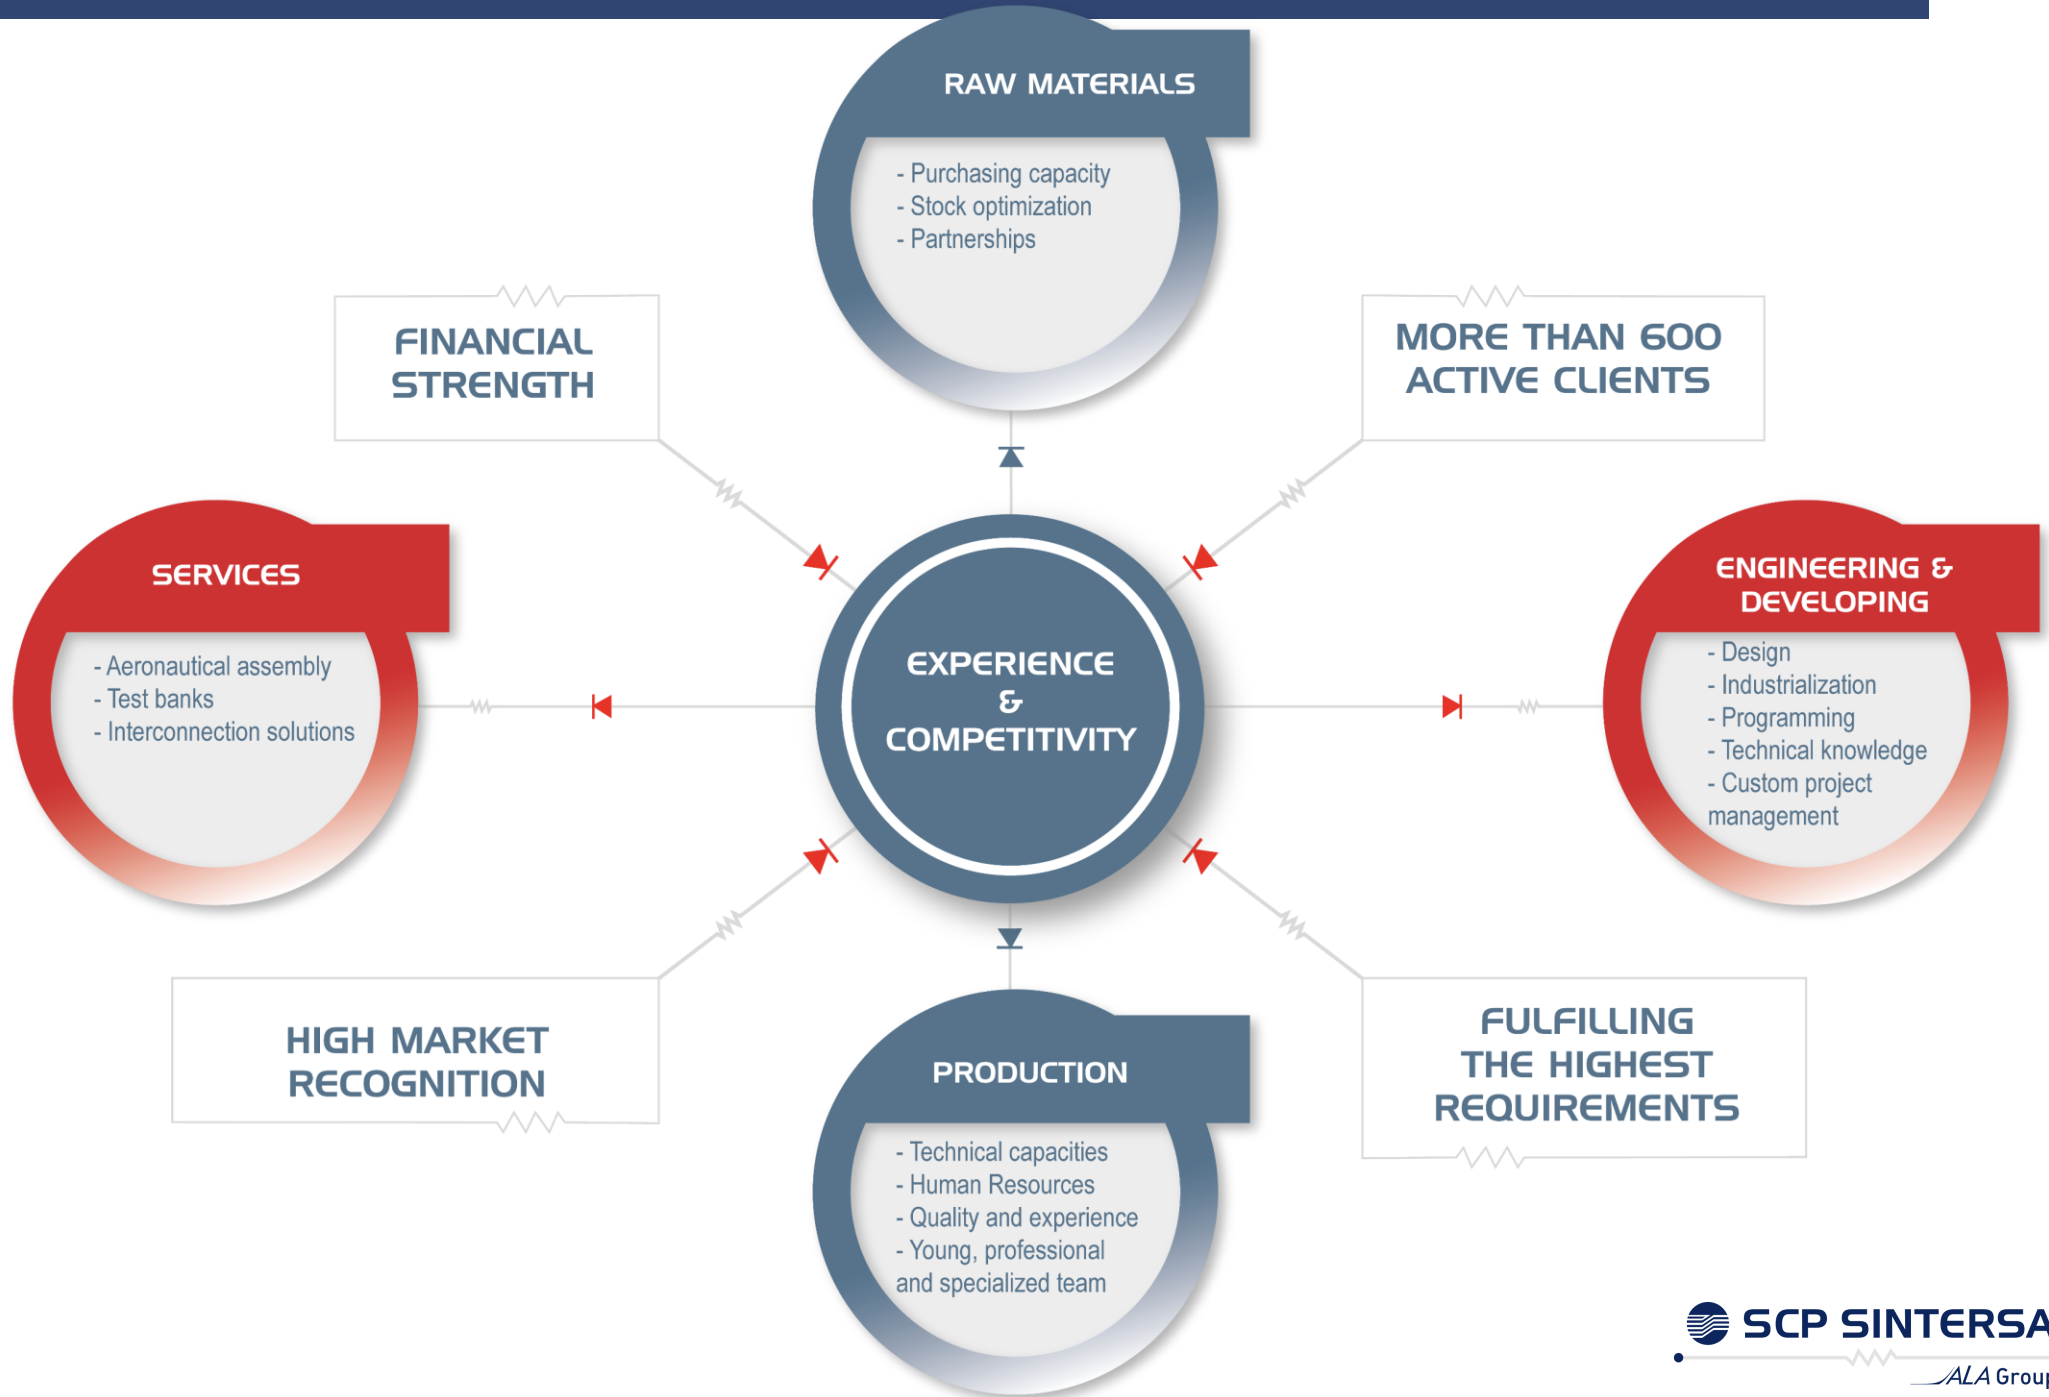 RAW MATERIALS
- Purchasing capacity
- Stock optimization
- Partnerships
FINANCIAL
STRENGTH
MORE THAN 600
ACTIVE CLIENTS
SERVICES
- Aeronautical assembly
- Test banks
- Interconnection solutions
EXPERIENCE
&
COMPETITIVITY
ENGINEERING &
DEVELOPING
- Design
- Industrialization
- Programming
- Technical knowledge
- Custom project
management
HIGH MARKET
RECOGNITION
PRODUCTION
- Technical capacities
- Human Resources
- Quality and experience
- Young, professional
and specialized team
FULFILLING
THE HIGHEST
REQUIREMENTS
SCP SINTERSA
ALA Group